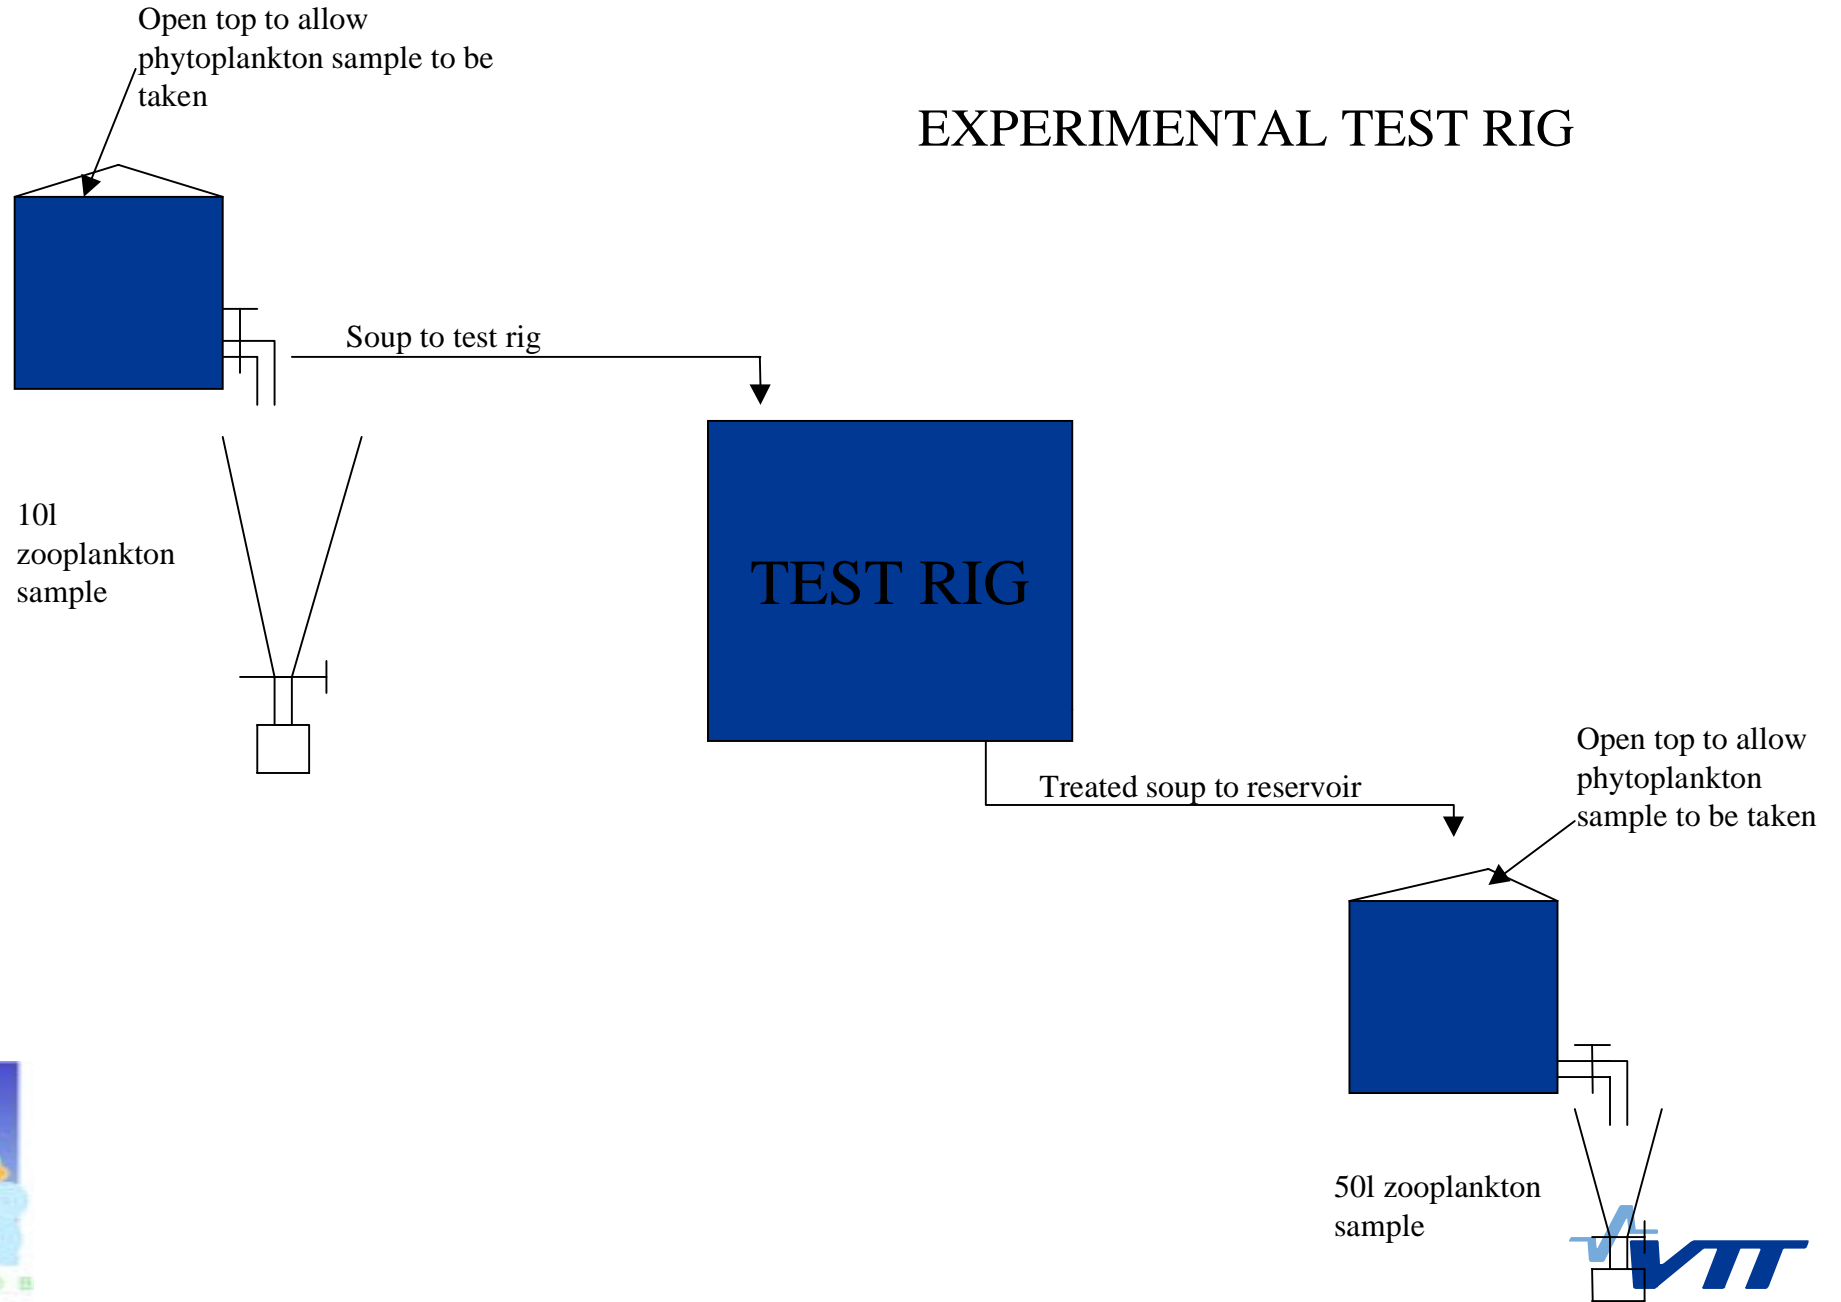 Open top to allow
phytoplankton sample to be
taken
EXPERIMENTAL TEST RIG
Soup to test rig
10l
zooplankton
sample
TEST RIG
Treated soup to reservoir
Open top to allow
phytoplankton
sample to be taken
50l zooplankton
sample
VTT